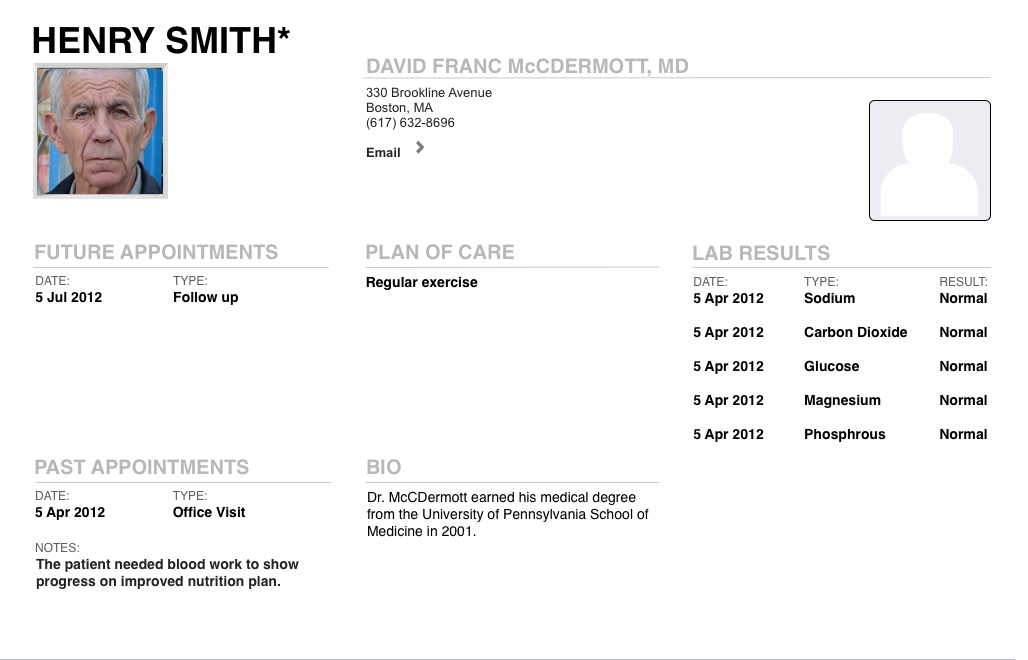 HENRY SMITH*
DAVID FRANC McCDERMOTT, MD
330 Brookline Avenue
Boston, MA
(617) 632-8696
Email
FUTURE APPOINTMENTS
DATE: TYPE:
5 Jul 2012 Follow up
PLAN OF CARE
Regular exercise
LAB RESULTS
DATE: TYPE: RESULT:
5 Apr 2012 Sodium Normal
5 Apr 2012 Carbon Dioxide Normal
5 Apr 2012 Glucose Normal
5 Apr 2012 Magnesium Normal
5 Apr 2012 Phosphrous Normal
PAST APPOINTMENTS
DATE: TYPE:
5 Apr 2012 Office Visit
NOTES:
The patient needed blood work to show
progress on improved nutrition plan.
BIO
Dr. McCDermott earned his medical degree
from the University of Pennsylvania School of
Medicine in 2001.